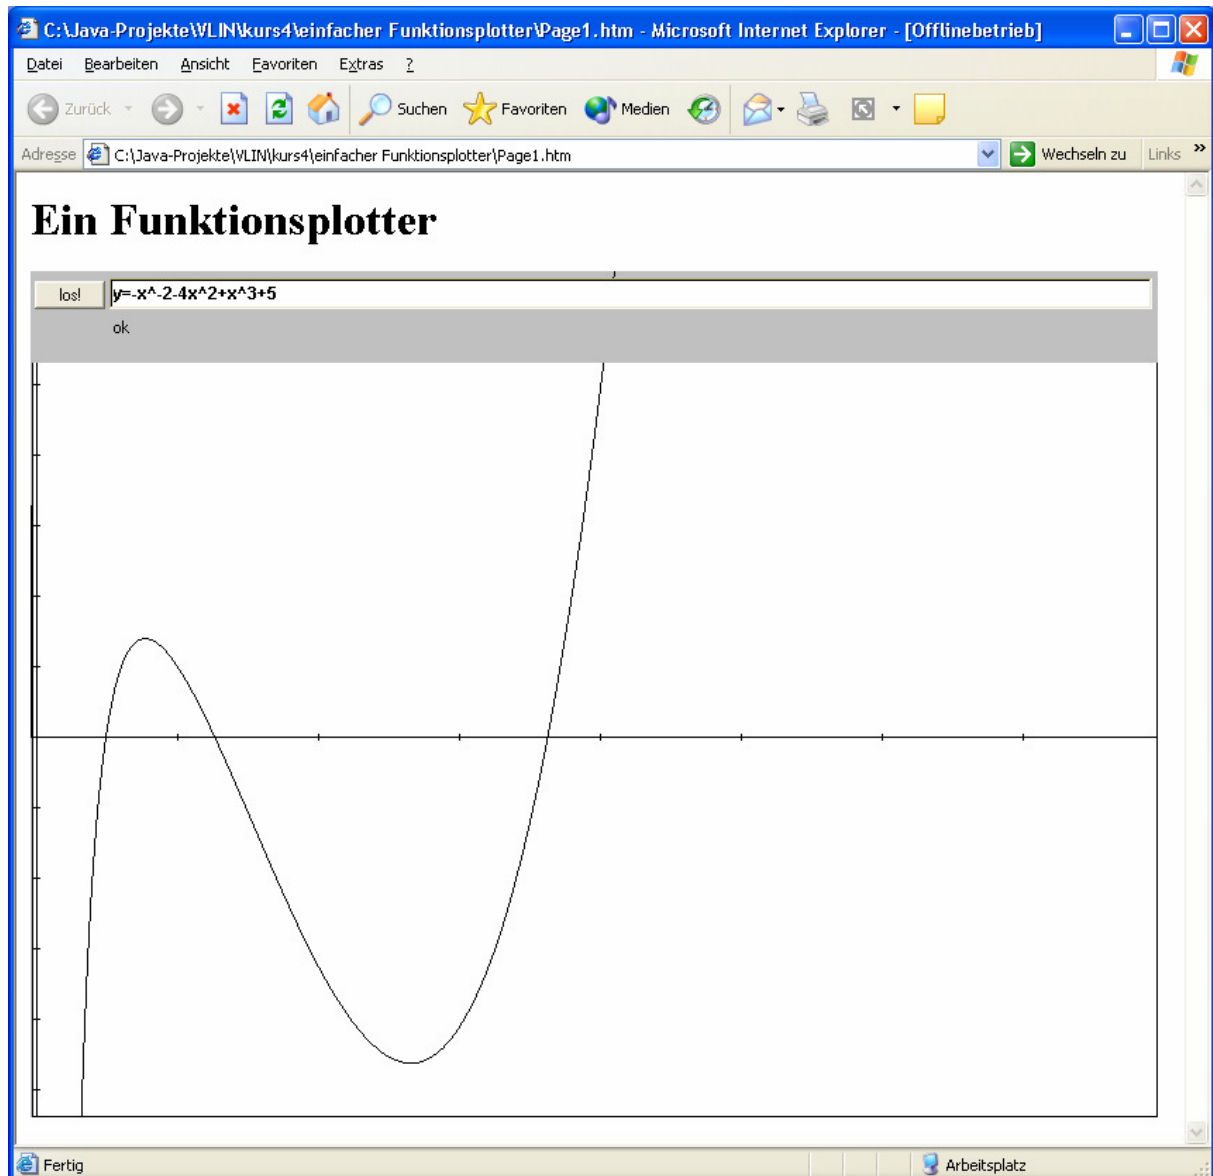 C:\Java-Projekte\VLIN\kurs4\einfacher Funktionsplotter\Page1.htm - Microsoft Internet Explorer - [Offlinebetrieb]
Datei Bearbeiten Ansicht Favoriten Extras ?
Zurück Suchen Favoriten Medien
Adresse C:\Java-Projekte\VLIN\kurs4\einfacher Funktionsplotter\Page1.htm Wechseln zu Links »
Ein Funktionsplotter
los! y=-x^-2-4x^2+x^3+5
ok
Fertig Arbeitsplatz